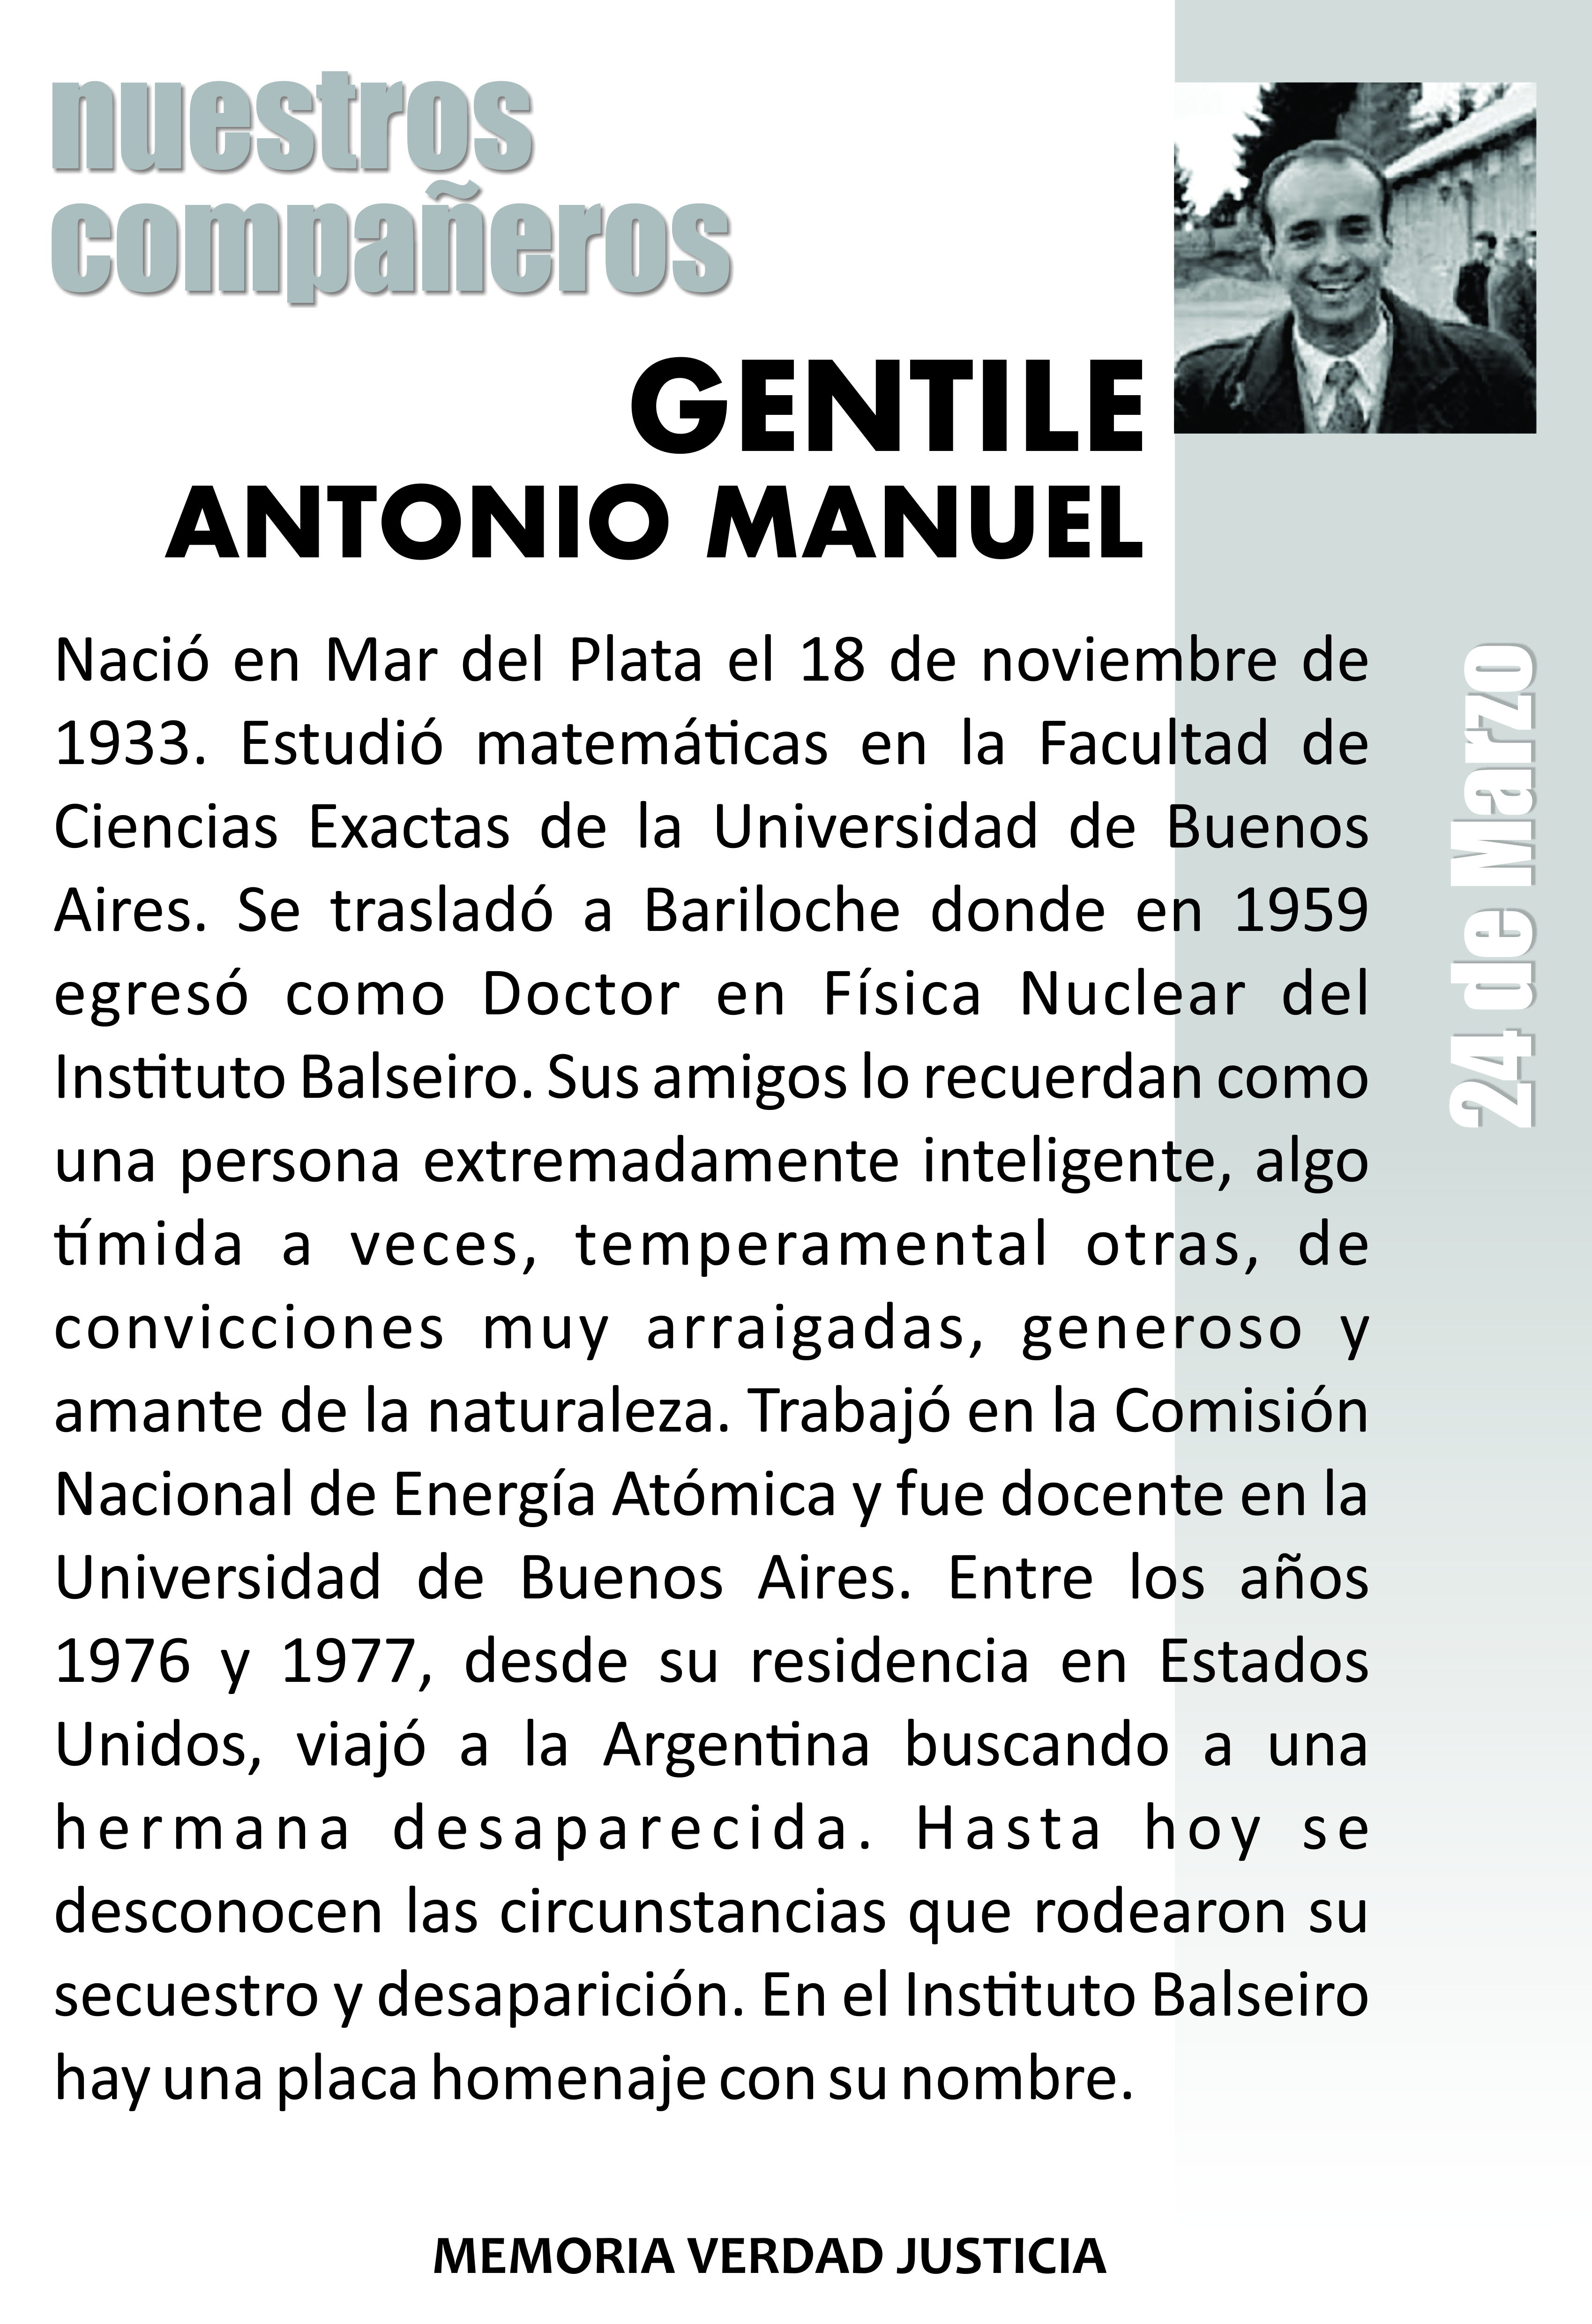 nuestros
compañeros
GENTILE
ANTONIO MANUEL
Nació en Mar del Plata el 18 de noviembre de
1933. Estudió matemáticas en la Facultad de
Ciencias Exactas de la Universidad de Buenos
Aires. Se trasladó a Bariloche donde en 1959
egresó como Doctor en Física Nuclear del
Instituto Balseiro. Sus amigos lo recuerdan como
una persona extremadamente inteligente, algo
tímida a veces, temperamental otras, de
convicciones muy arraigadas, generoso y
amante de la naturaleza. Trabajó en la Comisión
Nacional de Energía Atómica y fue docente en la
Universidad de Buenos Aires. Entre los años
1976 y 1977, desde su residencia en Estados
Unidos, viajó a la Argentina buscando a una
hermana desaparecida. Hasta hoy se
desconocen las circunstancias que rodearon su
secuestro y desaparición. En el Instituto Balseiro
hay una placa homenaje con su nombre.
24 de Marzo
MEMORIA VERDAD JUSTICIA